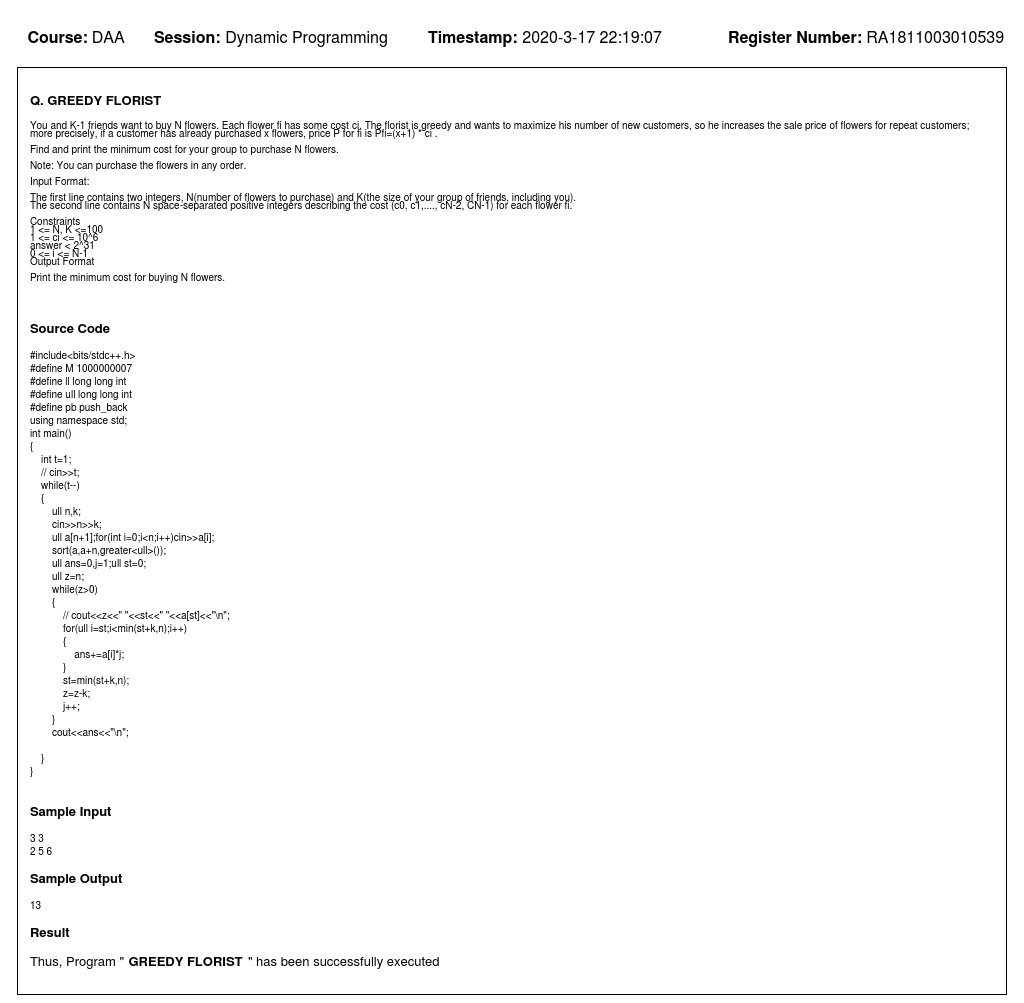 Course: DAA Session: Dynamic Programming Timestamp: 2020-3-17 22:19:07 Register Number: RA1811003010539
Q. GREEDY FLORIST
You and K-1 friends want to buy N flowers. Each flower fi has some cost ci. The florist is greedy and wants to maximize his number of new customers, so he increases the sale price of flowers for repeat customers;
more precisely, if a customer has already purchased x flowers, price P for fi is Pfi=(x+1) * ci .
Find and print the minimum cost for your group to purchase N flowers.
Note: You can purchase the flowers in any order.
Input Format:
The first line contains two integers, N(number of flowers to purchase) and K(the size of your group of friends, including you).
The second line contains N space-separated positive integers describing the cost (c0, c1,...., cN-2, CN-1) for each flower fi.
Constraints
1 <= N, K <=100
1 <= ci <= 10^6
answer < 2^31
0 <= i <= N-1
Output Format
Print the minimum cost for buying N flowers.
Source Code
#include<bits/stdc++.h>
#define M 1000000007
#define ll long long int
#define ull long long int
#define pb push_back
using namespace std;
int main()
{
int t=1;
// cin>>t;
while(t--)
{
ull n,k;
cin>>n>>k;
ull a[n+1];for(int i=0;i<n;i++)cin>>a[i];
sort(a,a+n,greater<ull>());
ull ans=0,j=1;ull st=0;
ull z=n;
while(z>0)
{
// cout<<z<<" "<<st<<" "<<a[st]<<"\n";
for(ull i=st;i<min(st+k,n);i++)
{
ans+=a[i]*j;
}
st=min(st+k,n);
z=z-k;
j++;
}
cout<<ans<<"\n";
}
}
Sample Input
3 3
2 5 6
Sample Output
13
Result
Thus, Program " GREEDY FLORIST " has been successfully executed